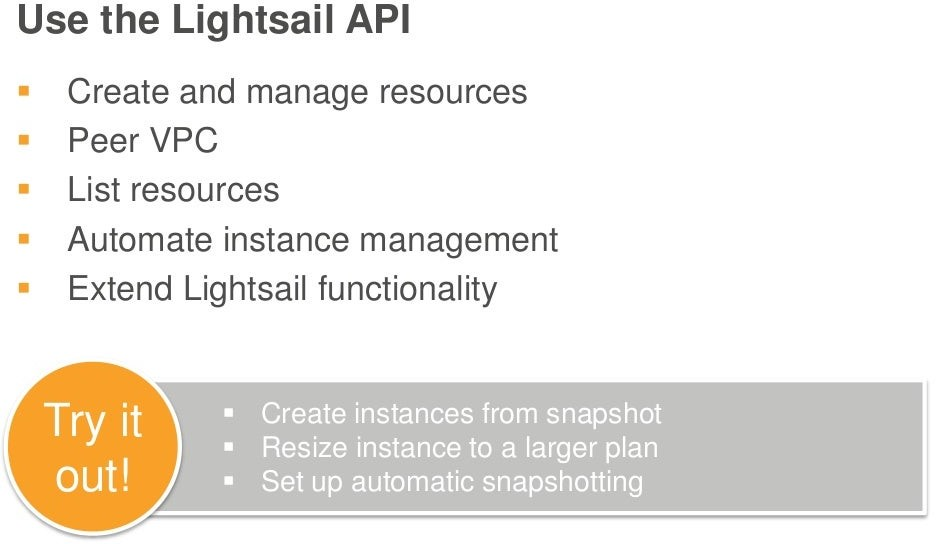 Use the Lightsail API
▪ Create and manage resources
▪ Peer VPC
▪ List resources
▪ Automate instance management
▪ Extend Lightsail functionality
Try it
out!
▪ Create instances from snapshot
▪ Resize instance to a larger plan
▪ Set up automatic snapshotting